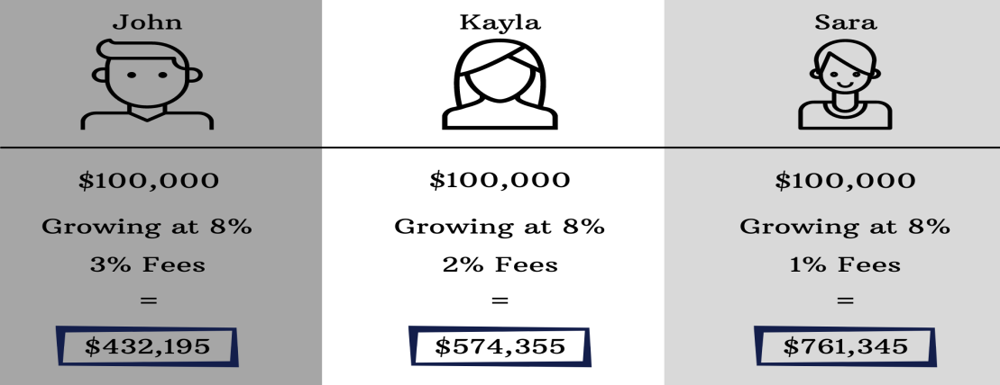 John
$100,000
Growing at 8%
3% Fees
=
$432,195
Kayla
$100,000
Growing at 8%
2% Fees
=
$574,355
Sara
$100,000
Growing at 8%
1% Fees
=
$761,345